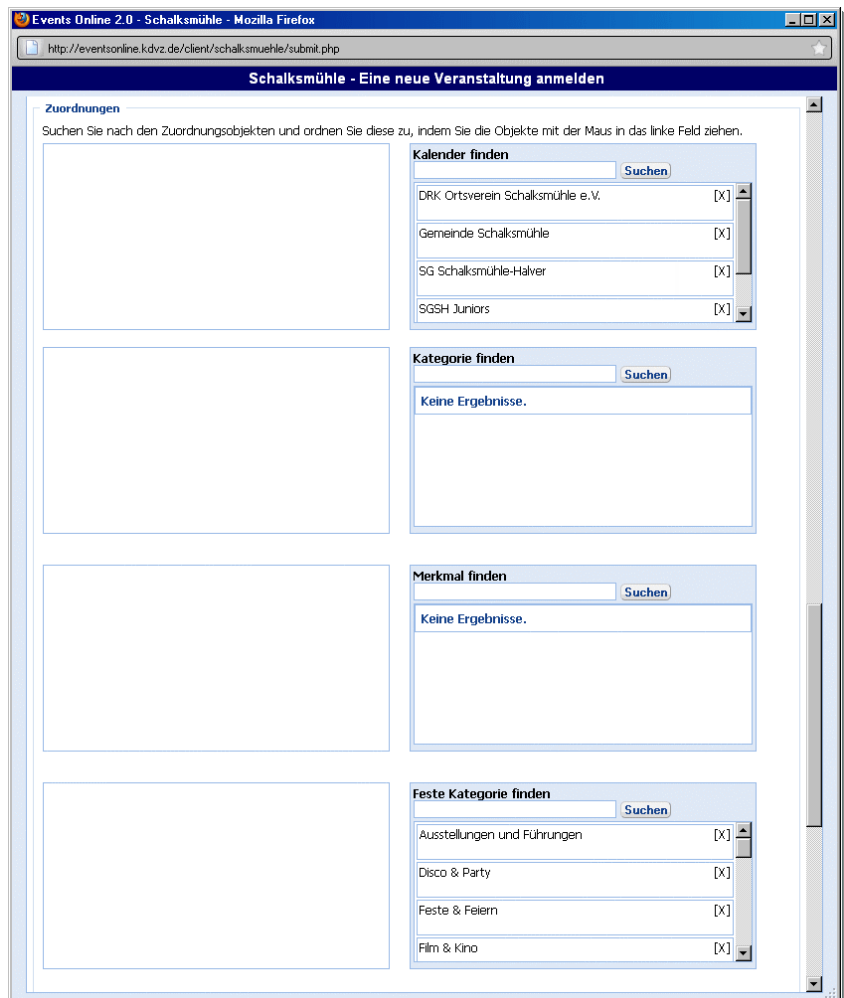 Events Online 2.0 - Schalksmühle - Mozilla Firefox
http://eventsonline.kdvz.de/client/schalksmuehle/submit.php
Schalksmühle - Eine neue Veranstaltung anmelden
Zuordnungen
Suchen Sie nach den Zuordnungsobjekten und ordnen Sie diese zu, indem Sie die Objekte mit der Maus in das linke Feld ziehen.
Kalender finden
Suchen
DRK Ortsverein Schalksmühle e.V. [X]
Gemeinde Schalksmühle [X]
SG Schalksmühle-Halver [X]
SGSH Juniors [X]
Kategorie finden
Suchen
Keine Ergebnisse.
Merkmal finden
Suchen
Keine Ergebnisse.
Feste Kategorie finden
Suchen
Ausstellungen und Führungen [X]
Disco & Party [X]
Feste & Feiern [X]
Film & Kino [X]